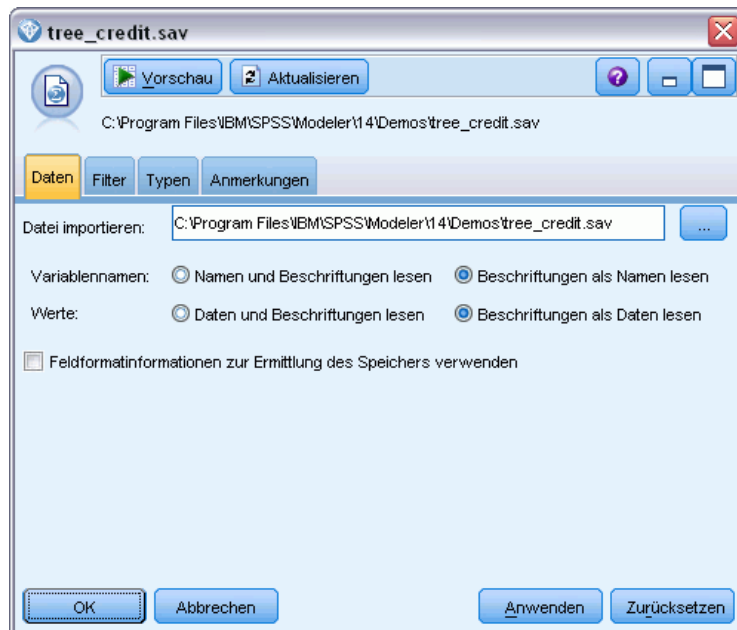 tree_credit.sav
Vorschau Aktualisieren ?
C:\Program Files\IBM\SPSS\Modeler\14\Demos\tree_credit.sav
Daten Filter Typen Anmerkungen
Datei importieren: C:\Program Files\IBM\SPSS\Modeler\14\Demos\tree_credit.sav ...
Variablennamen: Namen und Beschriftungen lesen Beschriftungen als Namen lesen
Werte: Daten und Beschriftungen lesen Beschriftungen als Daten lesen
Feldformatinformationen zur Ermittlung des Speichers verwenden
OK Abbrechen Anwenden Zurücksetzen